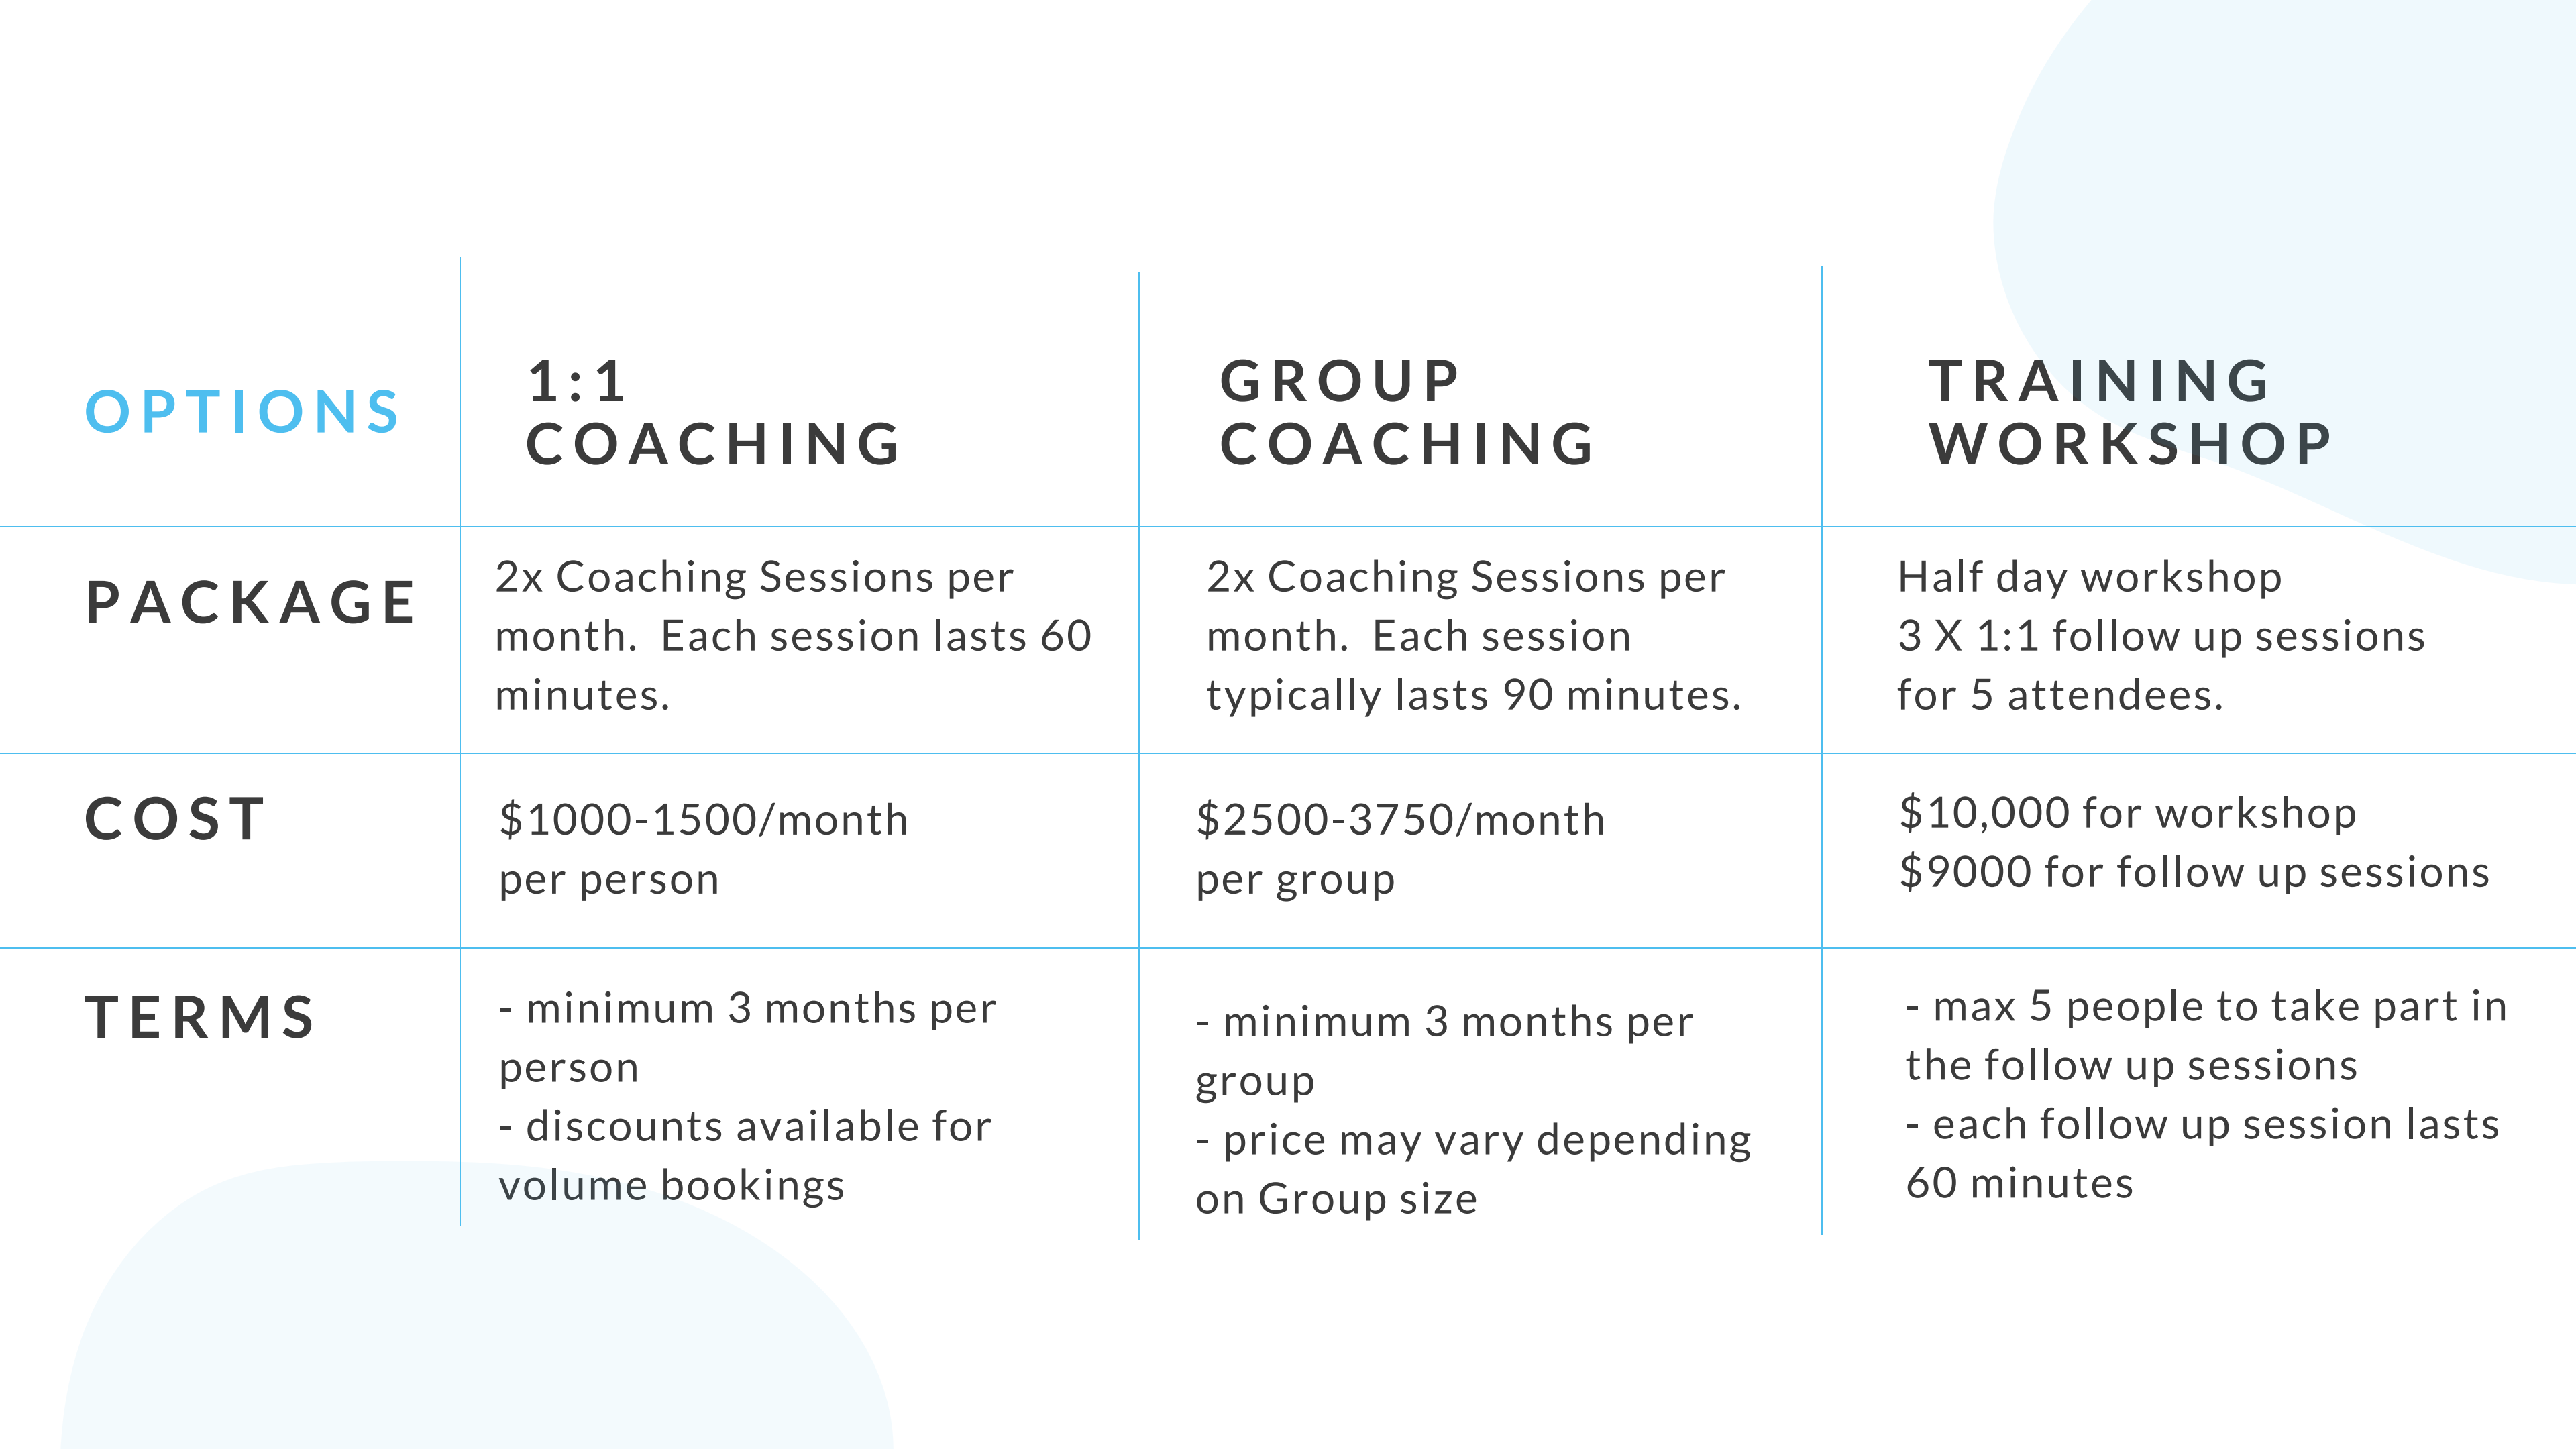 OPTIONS
1:1
COACHING
GROUP
COACHING
TRAINING
WORKSHOP
PACKAGE
2x Coaching Sessions per
month.  Each session lasts 60
minutes.
2x Coaching Sessions per
month.  Each session
typically lasts 90 minutes.
Half day workshop
3 X 1:1 follow up sessions
for 5 attendees.
COST
$1000-1500/month
per person
$2500-3750/month
per group
$10,000 for workshop
$9000 for follow up sessions
TERMS
- minimum 3 months per
person
- discounts available for
volume bookings
- minimum 3 months per
group
- price may vary depending
on Group size
- max 5 people to take part in
the follow up sessions
- each follow up session lasts
60 minutes